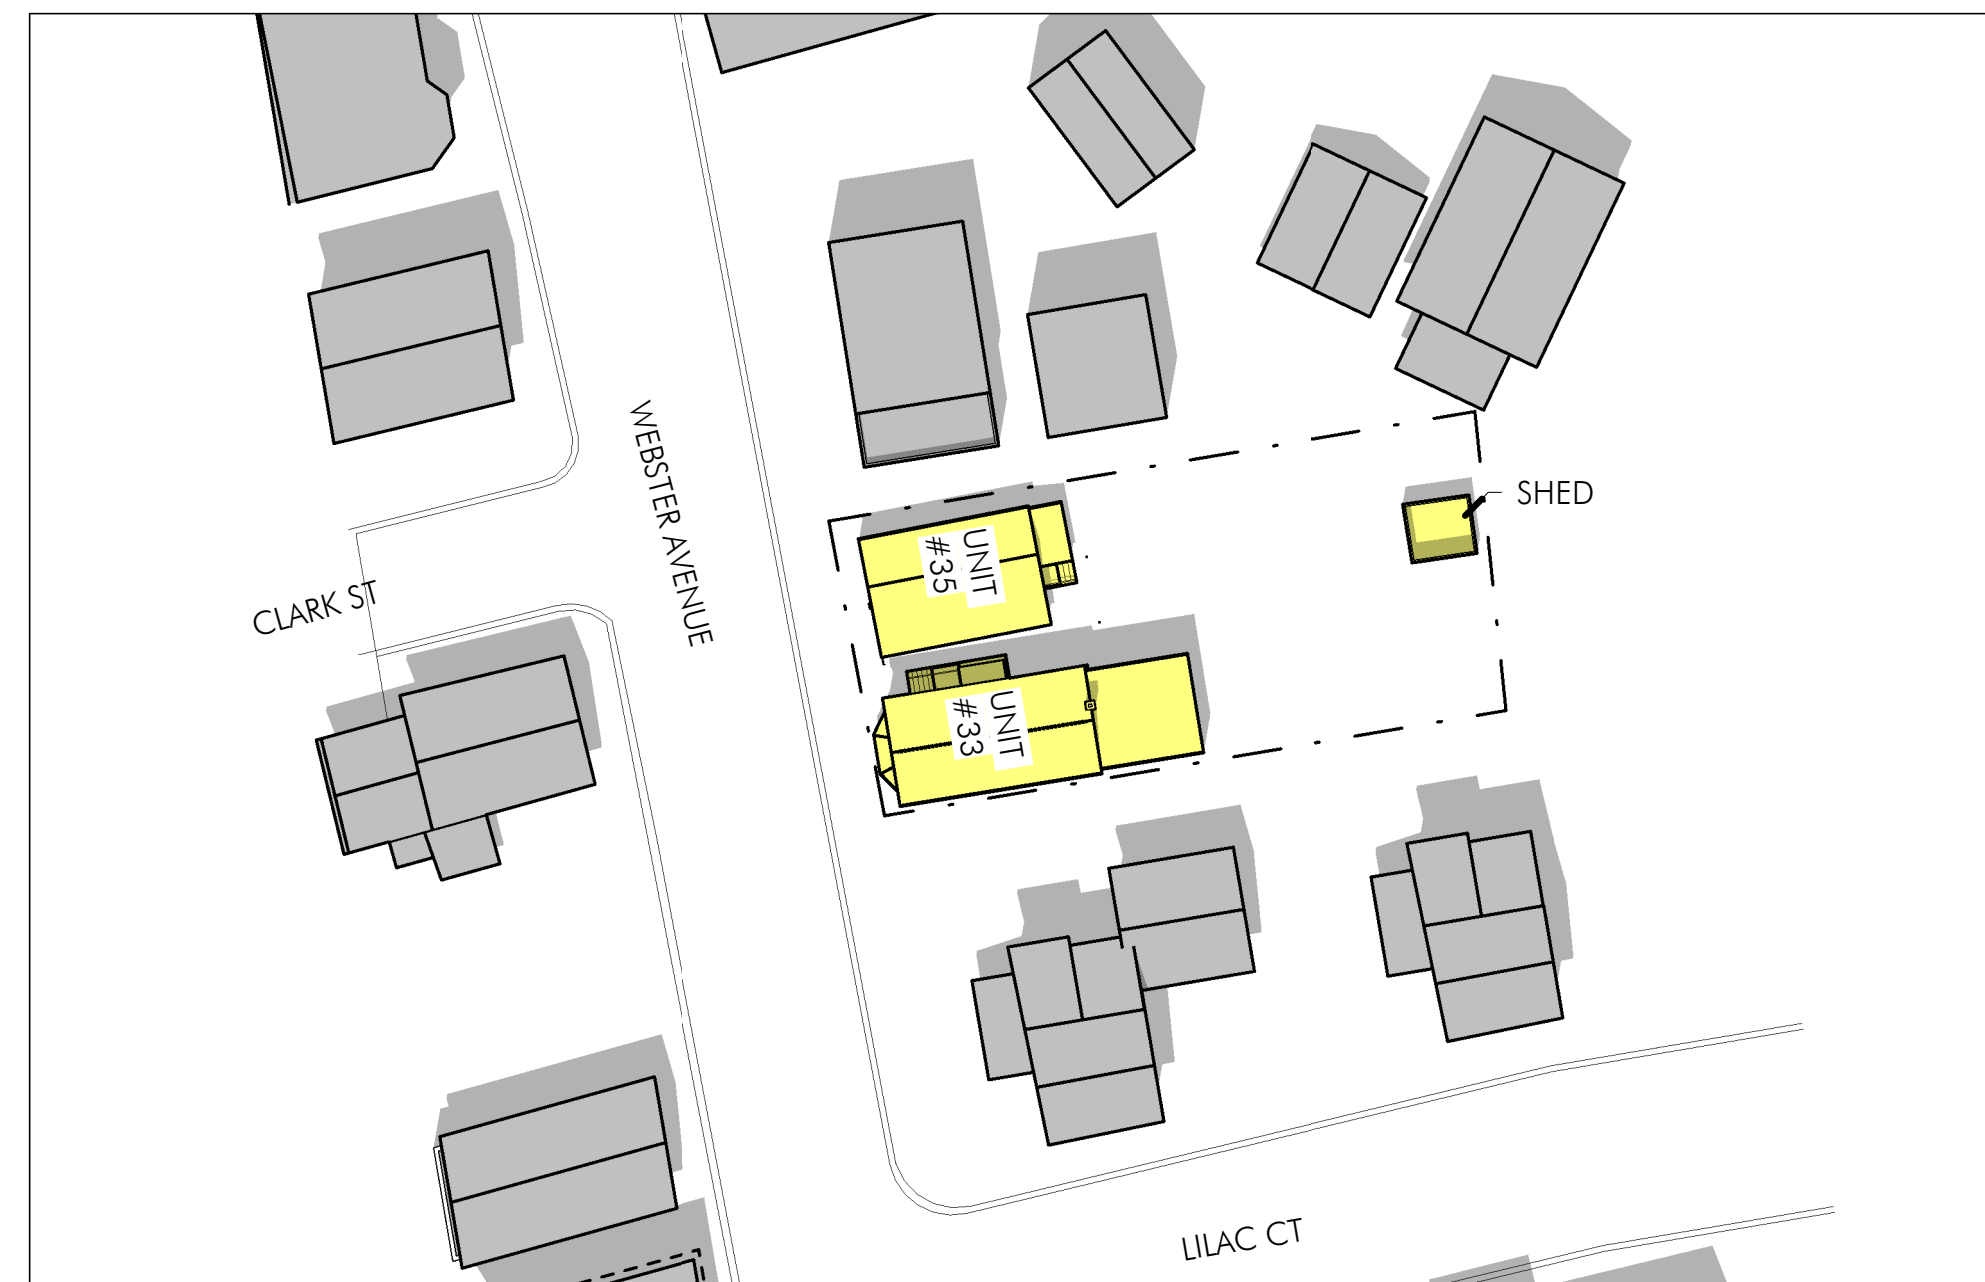 WEBSTER AVENUE
SHED
UNIT
#35
CLARK ST
UNIT
#33
LILAC CT